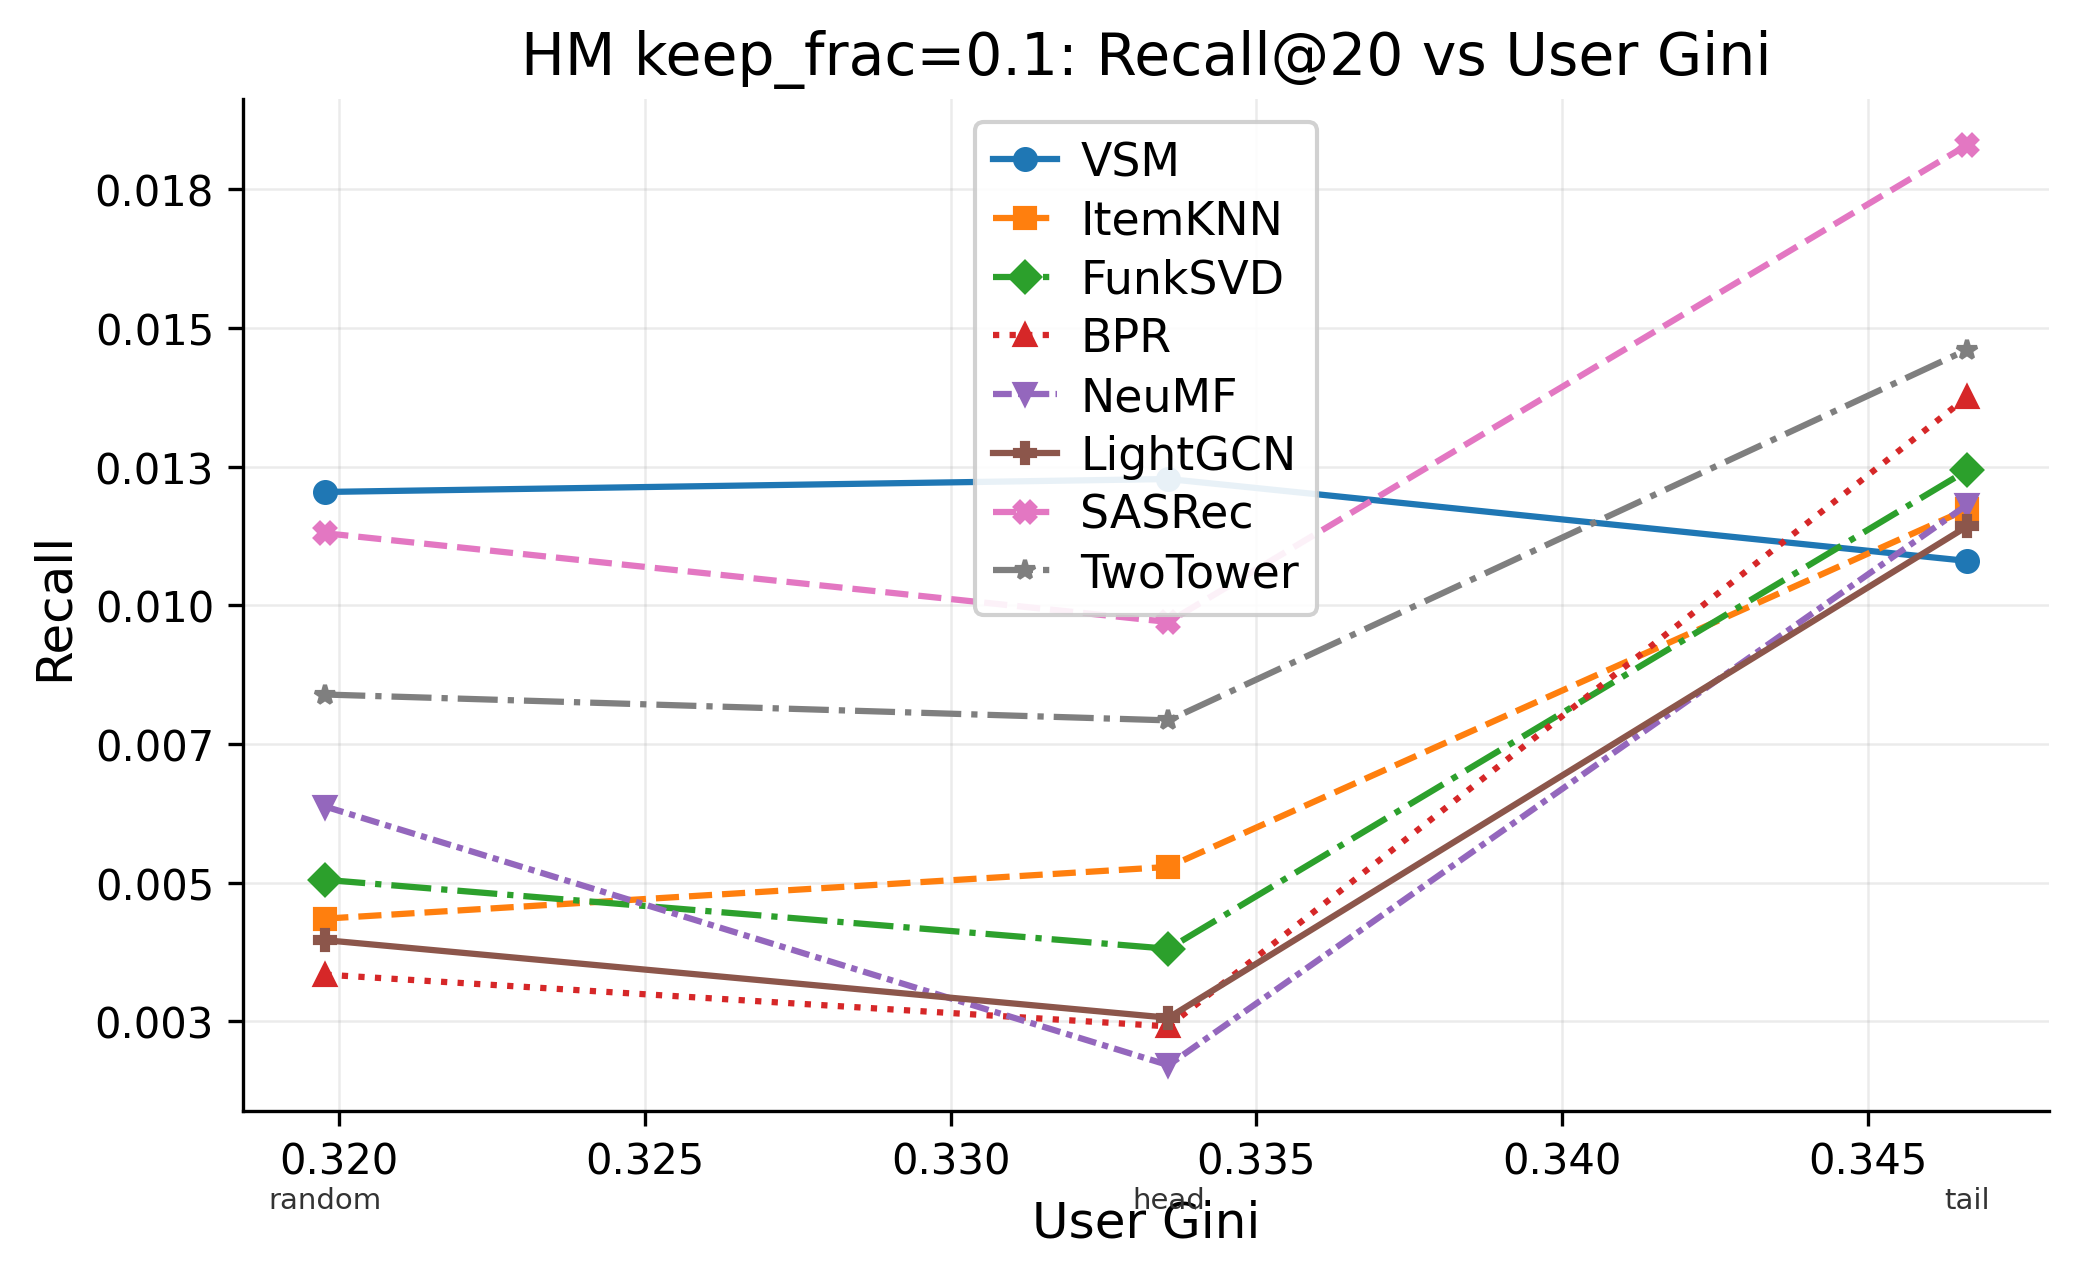 HM keep_frac=0.1: Recall@20 vs User Gini
VSM
ItemKNN
FunkSVD
BPR
NeuMF
LightGCN
SASRec
TwoTower
Recall
0.018
0.015
0.013
0.010
0.007
0.005
0.003
0.320 0.325 0.330 0.335 0.340 0.345
random head tail
User Gini